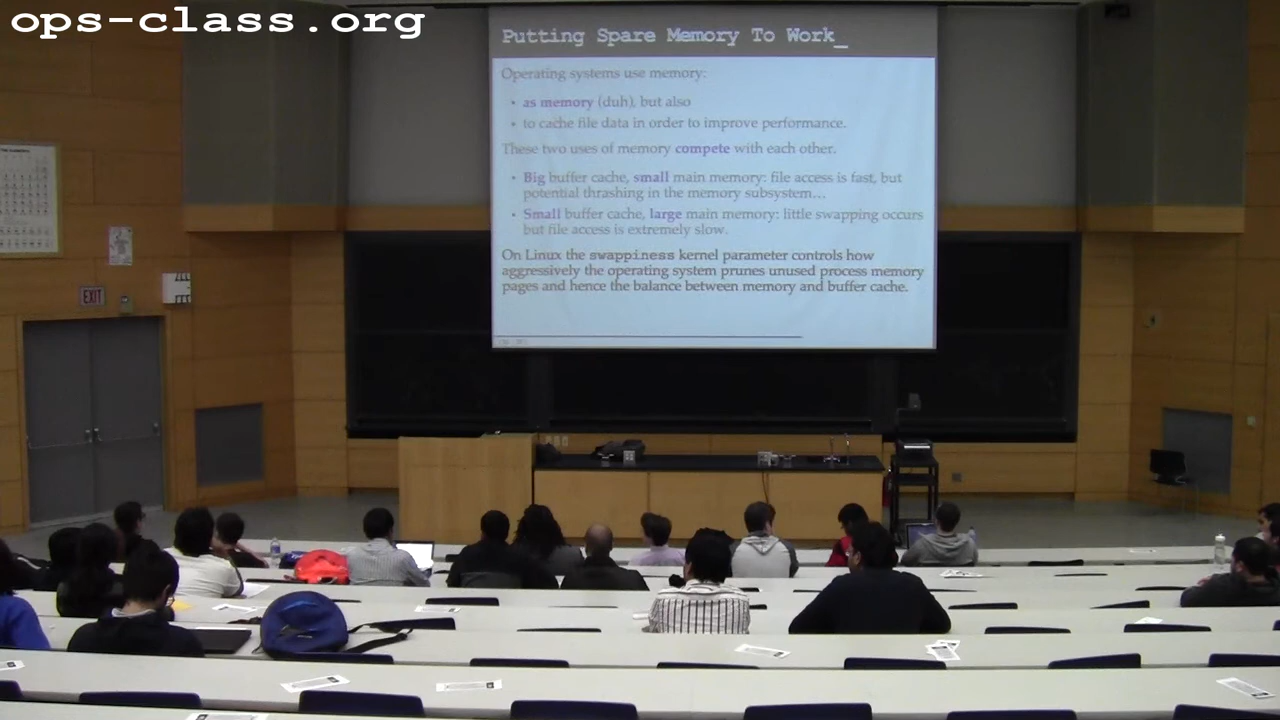 ops-class.org
Putting Spare Memory To Work_
Operating systems use memory:
• as memory (duh), but also
• to cache file data in order to improve performance.
These two uses of memory compete with each other.
• Big buffer cache, small main memory: file access is fast, but
potential thrashing in the memory subsystem...
• Small buffer cache, large main memory: little swapping occurs
but file access is extremely slow.
On Linux the swappiness kernel parameter controls how
aggressively the operating system prunes unused process memory
pages and hence the balance between memory and buffer cache.
EXIT